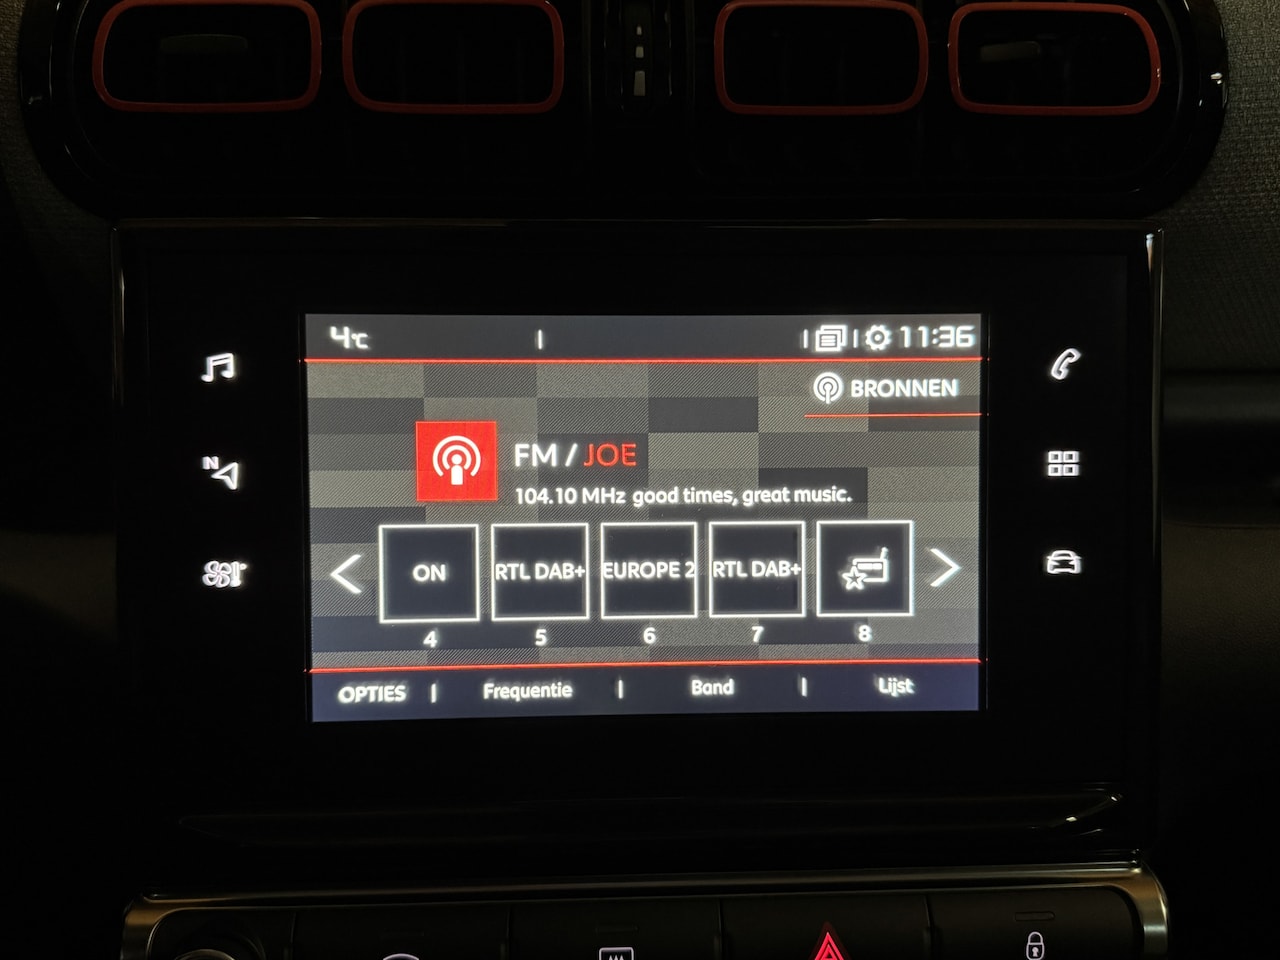 4°C 11:36
BRONNEN
FM / JOE
104.10 MHz good times, great music.
N
ON RTL DAB+ EUROPE 2 RTL DAB+
4 5 6 7 8
OPTIES Frequentie Band Lijst